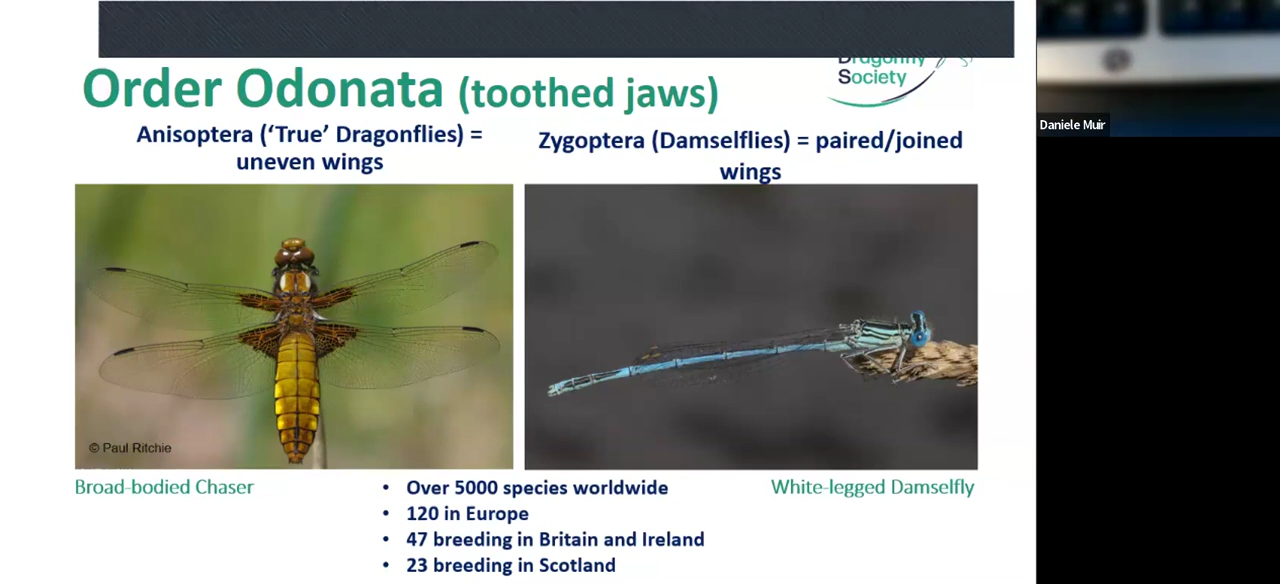 Dragonfly
Society
Order Odonata (toothed jaws)
Anisoptera (‘True’ Dragonflies) =
uneven wings
Zygoptera (Damselflies) = paired/joined
wings
© Paul Ritchie
Broad-bodied Chaser
White-legged Damselfly
• Over 5000 species worldwide
• 120 in Europe
• 47 breeding in Britain and Ireland
• 23 breeding in Scotland
Daniele Muir